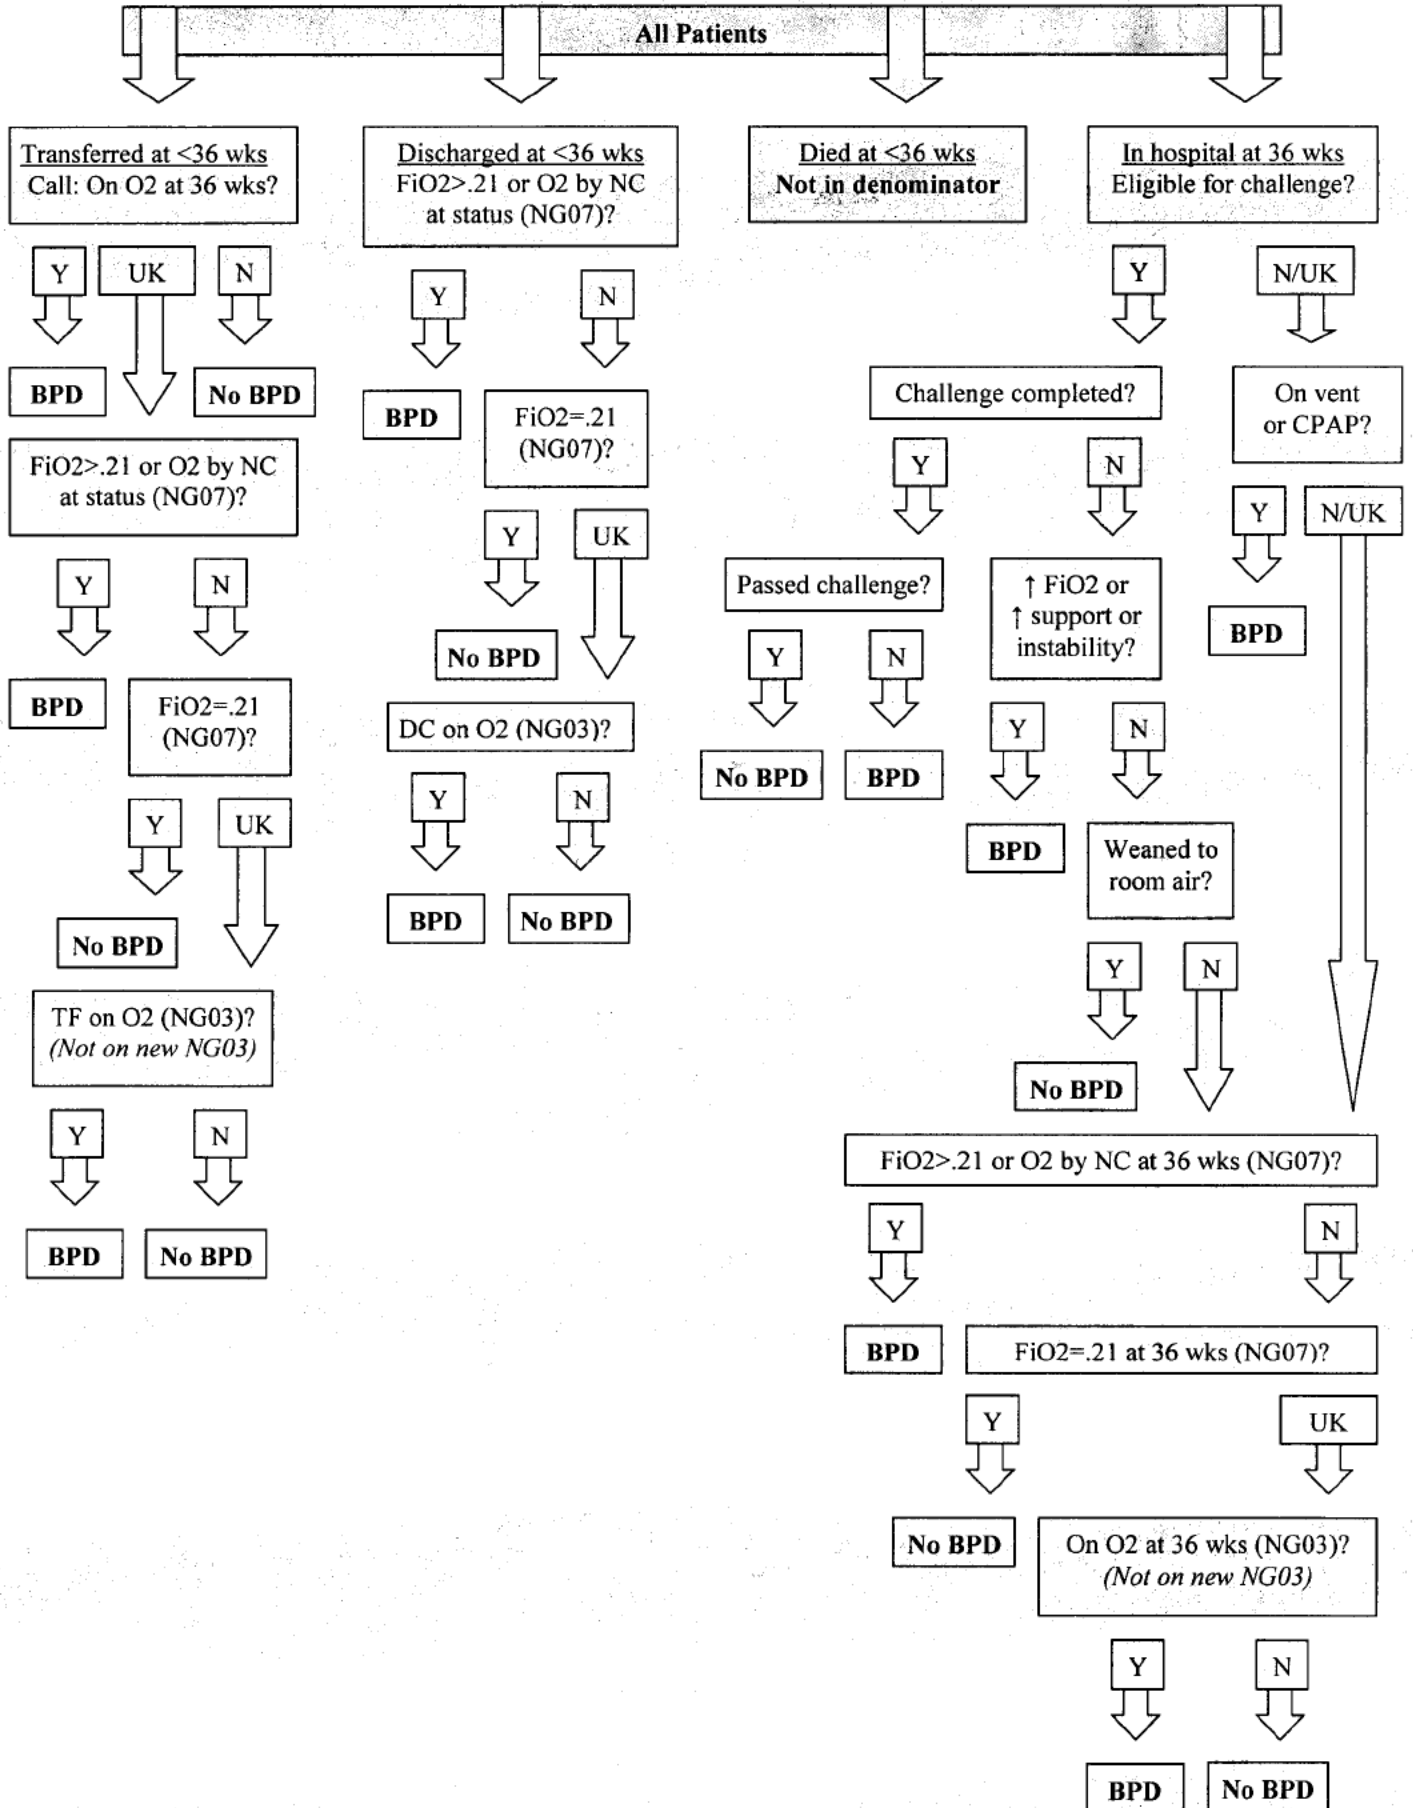 All Patients
Transferred at <36 wks
Call: On O2 at 36 wks?
Y
UK
N
BPD
No BPD
FiO2>.21 or O2 by NC
at status (NG07)?
Y
N
BPD
FiO2=.21
(NG07)?
Y
UK
No BPD
TF on O2 (NG03)?
(Not on new NG03)
Y
N
BPD
No BPD
Discharged at <36 wks
FiO2>.21 or O2 by NC
at status (NG07)?
Y
N
BPD
FiO2=.21
(NG07)?
Y
UK
No BPD
DC on O2 (NG03)?
Y
N
BPD
No BPD
Died at <36 wks
Not in denominator
In hospital at 36 wks
Eligible for challenge?
Y
N/UK
Challenge completed?
On vent
or CPAP?
Y
N
Y
N/UK
Passed challenge?
↑ FiO2 or
↑ support or
instability?
BPD
Y
N
No BPD
BPD
Y
N
BPD
Weaned to
room air?
Y
N
No BPD
FiO2>.21 or O2 by NC at 36 wks (NG07)?
Y
N
BPD
FiO2=.21 at 36 wks (NG07)?
Y
UK
No BPD
On O2 at 36 wks (NG03)?
(Not on new NG03)
Y
N
BPD
No BPD